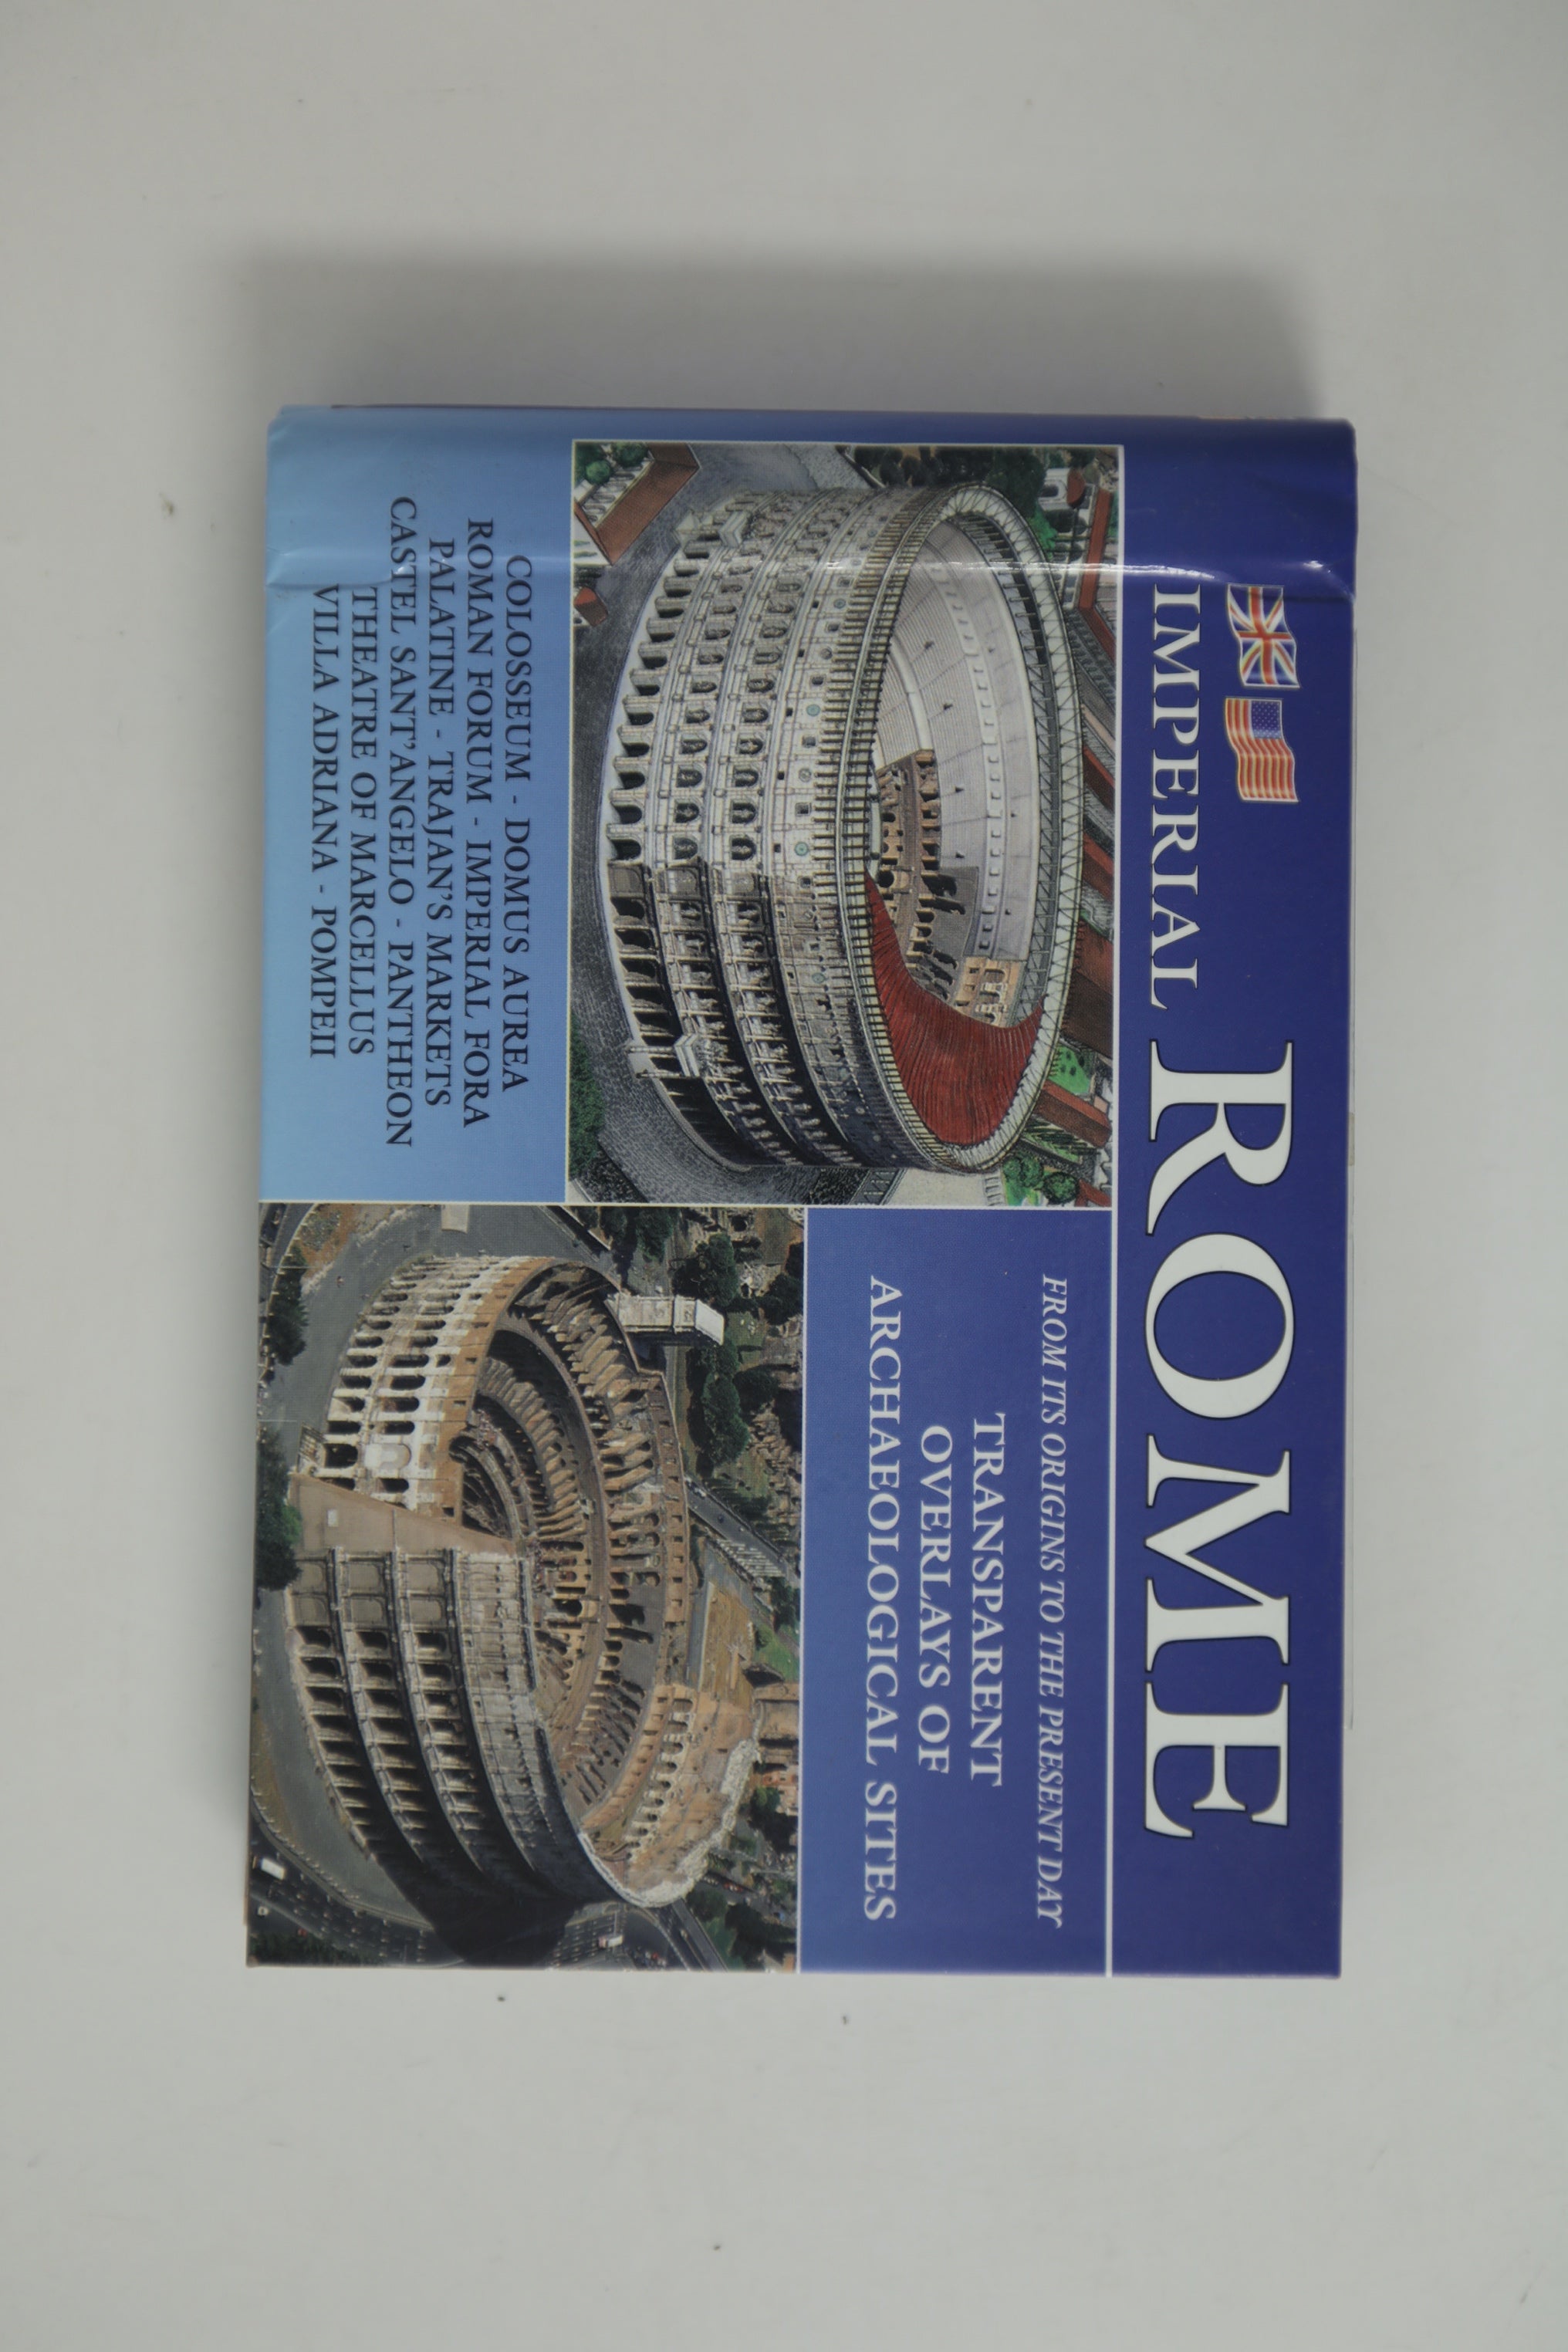 IMPERIAL ROME
FROM ITS ORIGINS TO THE PRESENT DAY
TRANSPARENT
OVERLAYS OF
ARCHAEOLOGICAL SITES
COLOSSEUM - DOMUS AUREA
ROMAN FORUM - IMPERIAL FORA
PALATINE - TRAJAN'S MARKETS
CASTEL SANT'ANGELO - PANTHEON
THEATRE OF MARCELLUS
VILLA ADRIANA - POMPEII